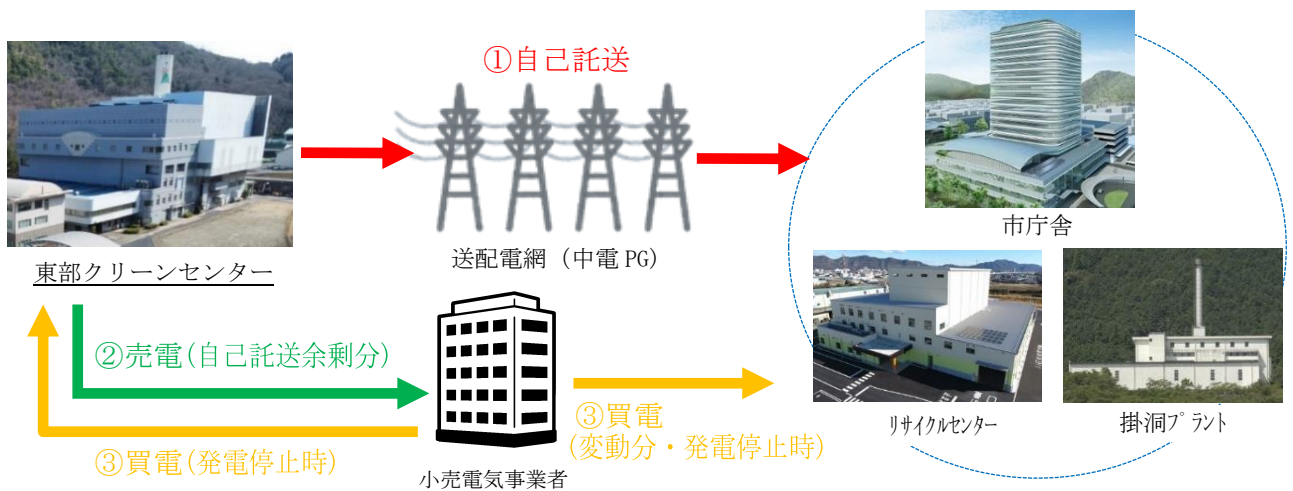 ①自己託送
送配電網（中電 PG）
東部クリーンセンター
市庁舎
リサイクルセンター
掛洞プラント
②売電(自己託送余剰分)
③買電(発電停止時)
小売電気事業者
③買電
(変動分・発電停止時)